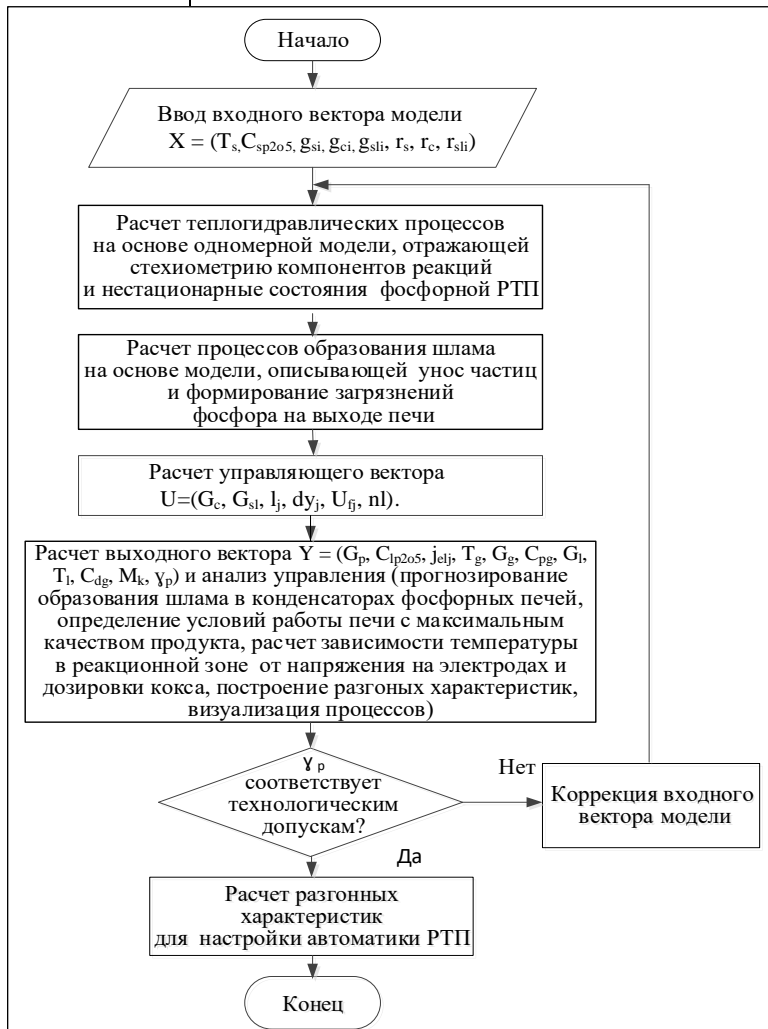 Начало
Ввод входного вектора модели
X = (Ts,Csp2o5, gsi, gci, gsli, rs, rc, rsli)
Расчет теплогидравлических процессов
на основе одномерной модели, отражающей
стехиометрию компонентов реакций
и нестационарные состояния фосфорной РТП
Расчет процессов образования шлама
на основе модели, описывающей унос частиц
и формирование загрязнений
фосфора на выходе печи
Расчет управляющего вектора
U=(Gc, Gsl, lj, dyj, Ufj, nl).
Расчет выходного вектора Y = (Gp, Clp2o5, jelj, Tg, Gg, Cpg, Gl,
Tl, Cdg, Mk, ɣp) и анализ управления (прогнозирование
образования шлама в конденсаторах фосфорных печей,
определение условий работы печи с максимальным
качеством продукта, расчет зависимости температуры
в реакционной зоне от напряжения на электродах и
дозировки кокса, построение разгоных характеристик,
визуализация процессов)
ɣp
соответствует
технологическим
допускам?
Нет
Коррекция входного
вектора модели
Да
Расчет разгонных
характеристик
для настройки автоматики РТП
Конец